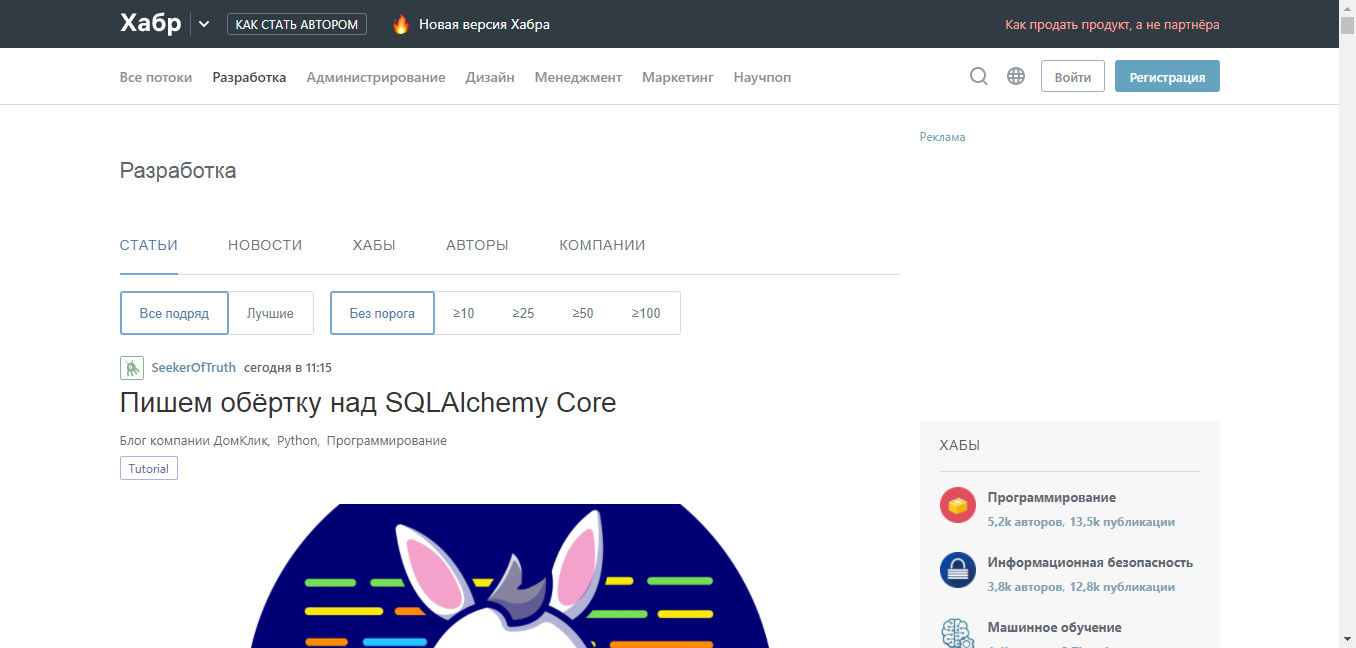 Хабр КАК СТАТЬ АВТОРОМ Новая версия Хабра Как продать продукт, а не партнёра
Все потоки Разработка Администрирование Дизайн Менеджмент Маркетинг Научпоп Войти Регистрация
Реклама
Разработка
СТАТЬИ НОВОСТИ ХАБЫ АВТОРЫ КОМПАНИИ
Все подряд Лучшие Без порога ≥10 ≥25 ≥50 ≥100
SeekerOfTruth сегодня в 11:15
Пишем обёртку над SQLAlchemy Core
Блог компании ДомКлик, Python, Программирование
Tutorial
ХАБЫ
Программирование
5,2k авторов, 13,5k публикации
Информационная безопасность
3,8k авторов, 12,8k публикации
Машинное обучение